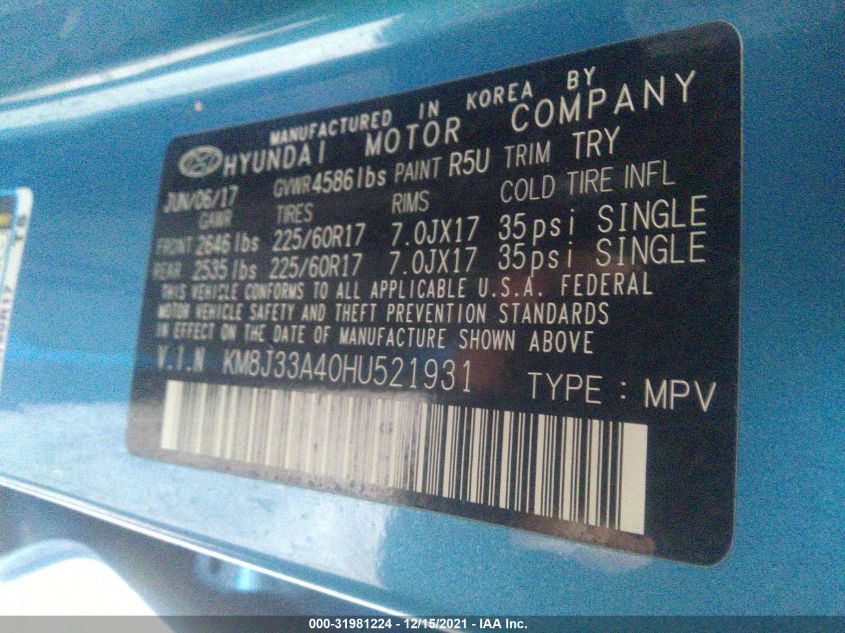 MANUFACTURED IN KOREA BY
HYUNDAI MOTOR COMPANY
JUN/06/17 GVWR 4586 lbs PAINT R5U TRIM TRY
GAWR TIRES RIMS COLD TIRE INFL
FRONT 2646 lbs 225/60R17 7.0JX17 35psi SINGLE
REAR 2535 lbs 225/60R17 7.0JX17 35psi SINGLE
THIS VEHICLE CONFORMS TO ALL APPLICABLE U.S.A. FEDERAL
MOTOR VEHICLE SAFETY AND THEFT PREVENTION STANDARDS
IN EFFECT ON THE DATE OF MANUFACTURE SHOWN ABOVE
V.I.N KM8J33A40HU521931
TYPE : MPV
000-31981224 - 12/15/2021 - IAA Inc.